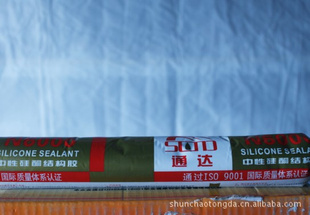 SILICONE SEALANT
中性硅酮结构胶
国际质量体系认证
通达
通过ISO 9001
SILICONE SEALANT
中性硅酮结构胶
国际质量体系认证
shunchaotongda.cn.alibaba.com